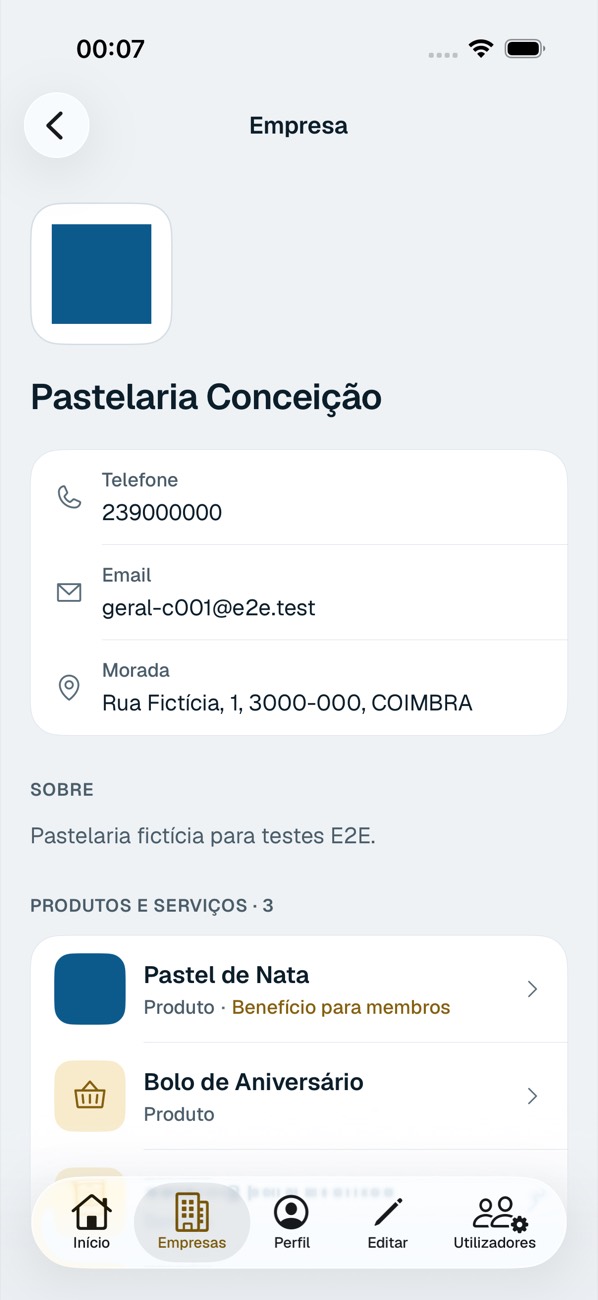 00:07
Empresa
Pastelaria Conceição
Telefone
239000000
Email
geral-c001@e2e.test
Morada
Rua Fictícia, 1, 3000-000, COIMBRA
SOBRE
Pastelaria fictícia para testes E2E.
PRODUTOS E SERVIÇOS · 3
Pastel de Nata
Produto · Benefício para membros
Bolo de Aniversário
Produto
Início
Empresas
Perfil
Editar
Utilizadores